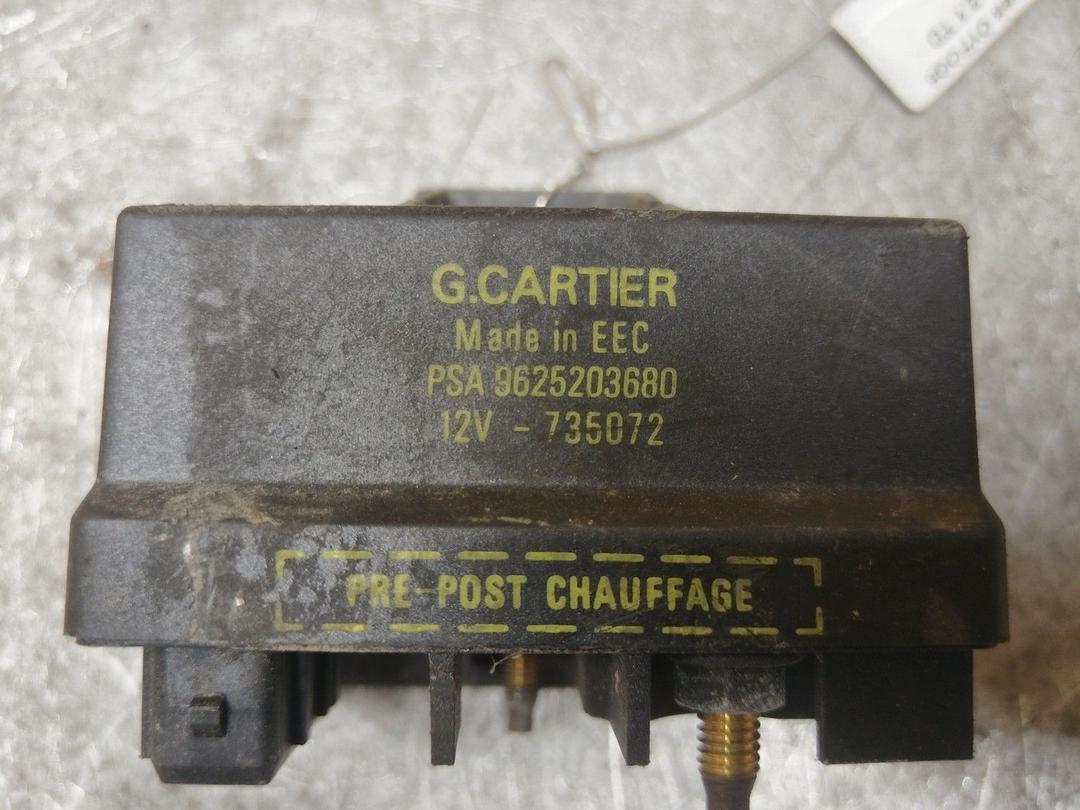 G.CARTIER
Made in EEC
PSA 9625203680
12V - 735072
PRE-POST CHAUFFAGE